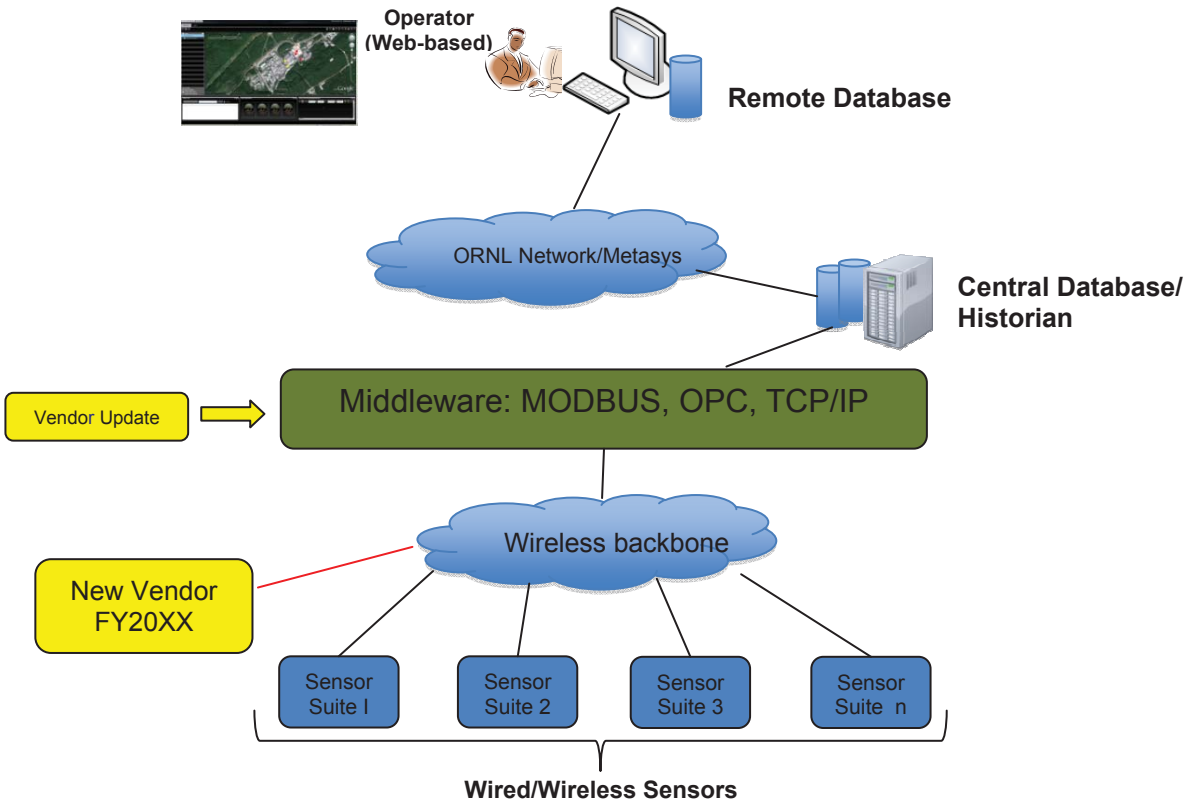 Operator
(Web-based)
Google
Remote Database
ORNL Network/Metasys
Central Database/
Historian
Middleware: MODBUS, OPC, TCP/IP
Vendor Update
Wireless backbone
New Vendor
FY20XX
Sensor
Suite I
Sensor
Suite 2
Sensor
Suite 3
Sensor
Suite n
Wired/Wireless Sensors